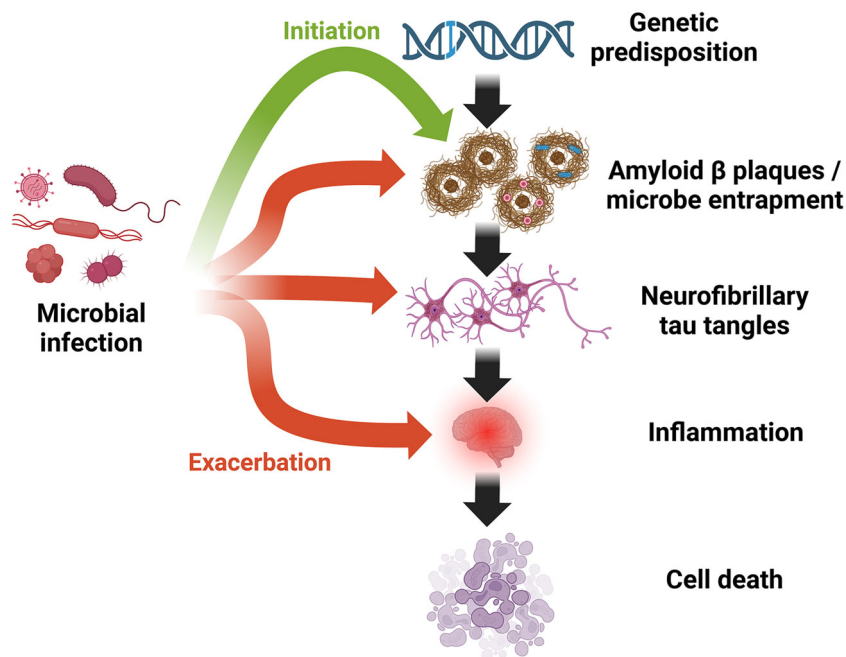 Initiation
Genetic
predisposition
Amyloid β plaques /
microbe entrapment
Microbial
infection
Neurofibrillary
tau tangles
Inflammation
Exacerbation
Cell death